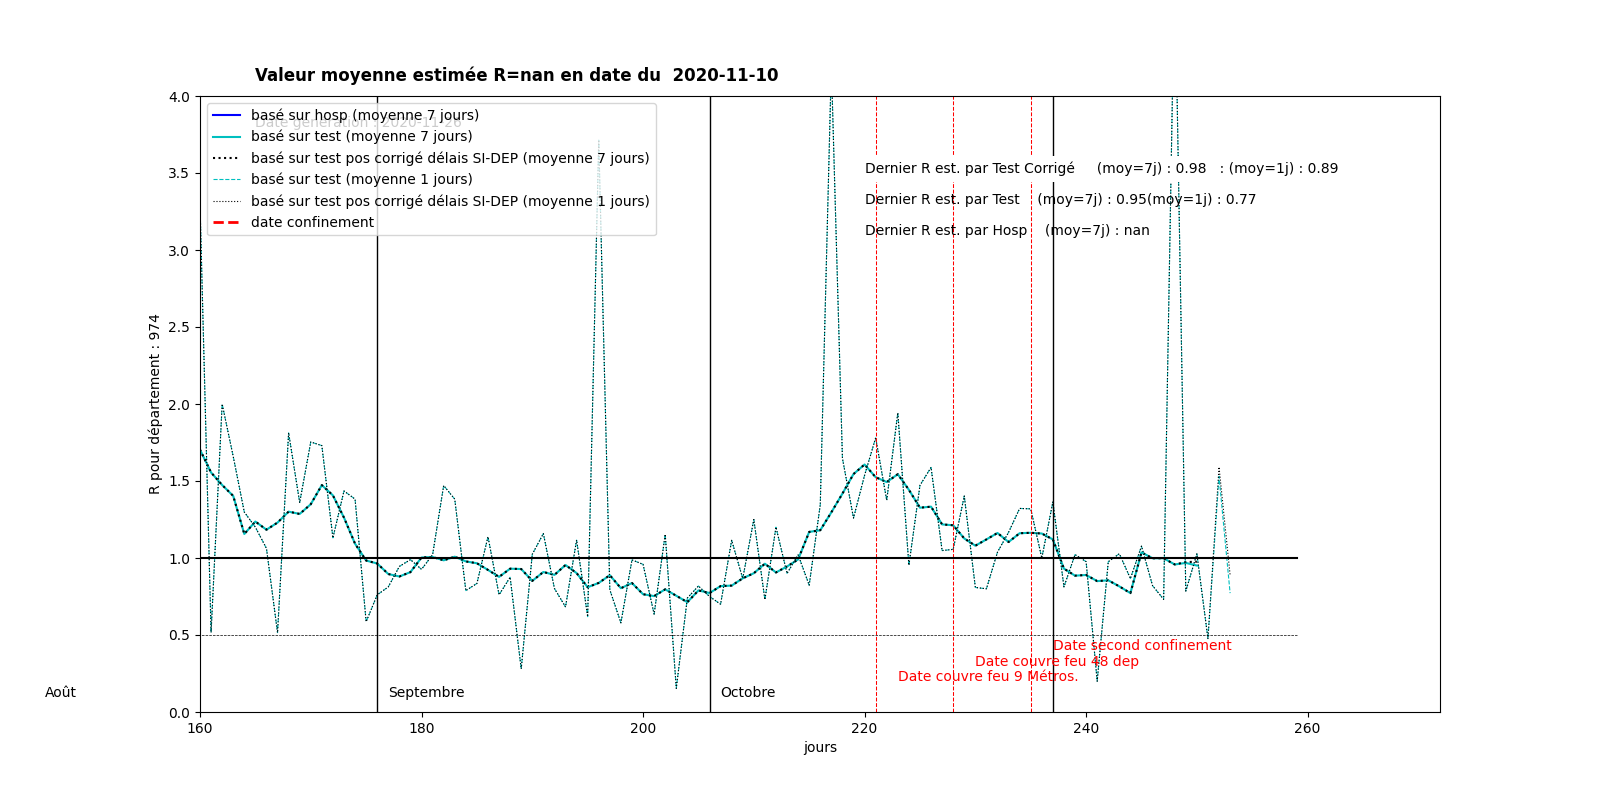 Valeur moyenne estimée R=nan en date du  2020-11-10
Date génération : 2020-11-26
basé sur hosp (moyenne 7 jours)
basé sur test (moyenne 7 jours)
basé sur test pos corrigé délais SI-DEP (moyenne 7 jours)
basé sur test (moyenne 1 jours)
basé sur test pos corrigé délais SI-DEP (moyenne 1 jours)
date confinement
Dernier R est. par Test Corrigé     (moy=7j) : 0.98   : (moy=1j) : 0.89
Dernier R est. par Test    (moy=7j) : 0.95(moy=1j) : 0.77
Dernier R est. par Hosp    (moy=7j) : nan
R pour département : 974
4.0
3.5
3.0
2.5
2.0
1.5
1.0
0.5
0.0
Date second confinement
Date couvre feu 48 dep
Date couvre feu 9 Métros.
Août
Septembre
Octobre
160
180
200
220
240
260
jours